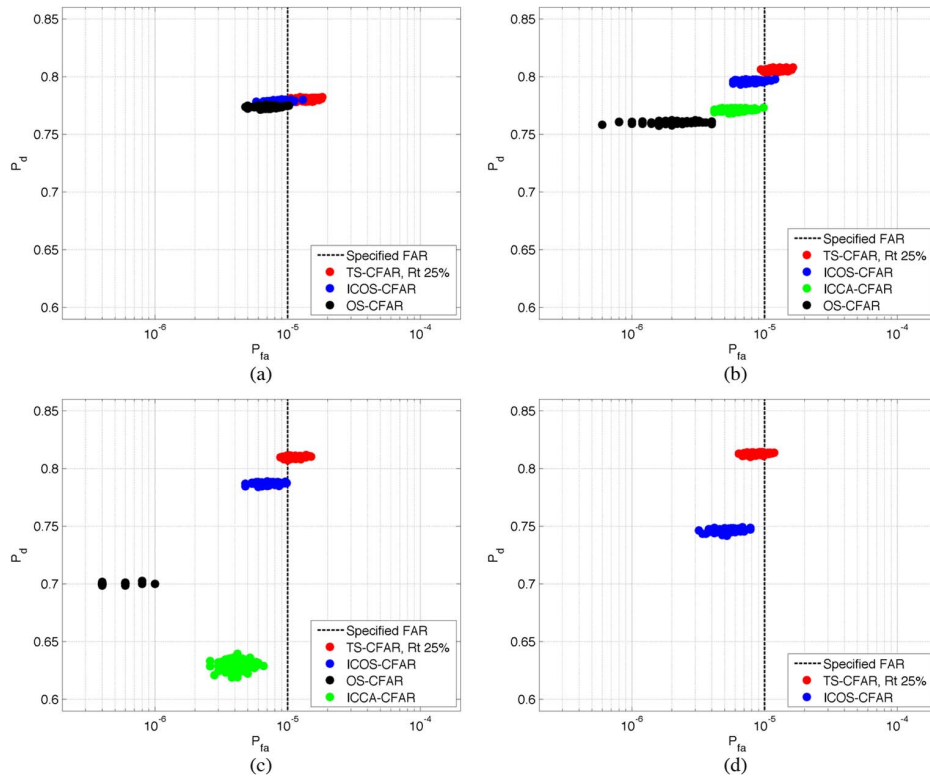 0.85
0.8
0.75
0.7
0.65
0.6
P_d
10^-6
10^-5
10^-4
P_fa
Specified FAR
TS-CFAR, Rt 25%
ICOS-CFAR
OS-CFAR
(a)
0.85
0.8
0.75
0.7
0.65
0.6
P_d
10^-6
10^-5
10^-4
P_fa
Specified FAR
TS-CFAR, Rt 25%
ICOS-CFAR
ICCA-CFAR
OS-CFAR
(b)
0.85
0.8
0.75
0.7
0.65
0.6
P_d
10^-6
10^-5
10^-4
P_fa
Specified FAR
TS-CFAR, Rt 25%
ICOS-CFAR
OS-CFAR
ICCA-CFAR
(c)
0.85
0.8
0.75
0.7
0.65
0.6
P_d
10^-6
10^-5
10^-4
P_fa
Specified FAR
TS-CFAR, Rt 25%
ICOS-CFAR
(d)